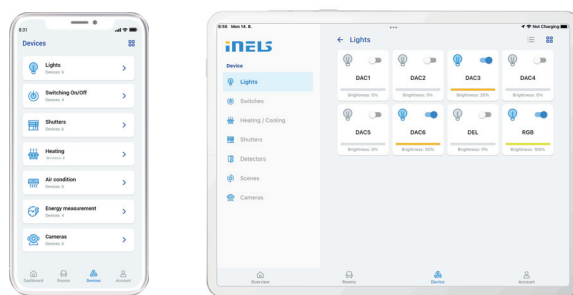 8:31
Devices
Lights
Devices: 6
Switching On/Off
Devices: 4
Shutters
Devices: 6
Heating
Air condition
Devices: 5
Energy measurement
Devices: 4
Cameras
Devices: 6
Dashboard Rooms Devices Account
8:55 Mon 14. 8.
Not Charging
iNELS
Device
Lights
Switches
Heating / Cooling
Shutters
Detectors
Scenes
Cameras
Overview
← Lights
DAC1 DAC2 DAC3 DAC4
Brightness: 0% Brightness: 0% Brightness: 25% Brightness: 0%
DAC5 DAC6 DEL RGB
Brightness: 0% Brightness: 50% Brightness: 0% Brightness: 100%
Rooms Device Account